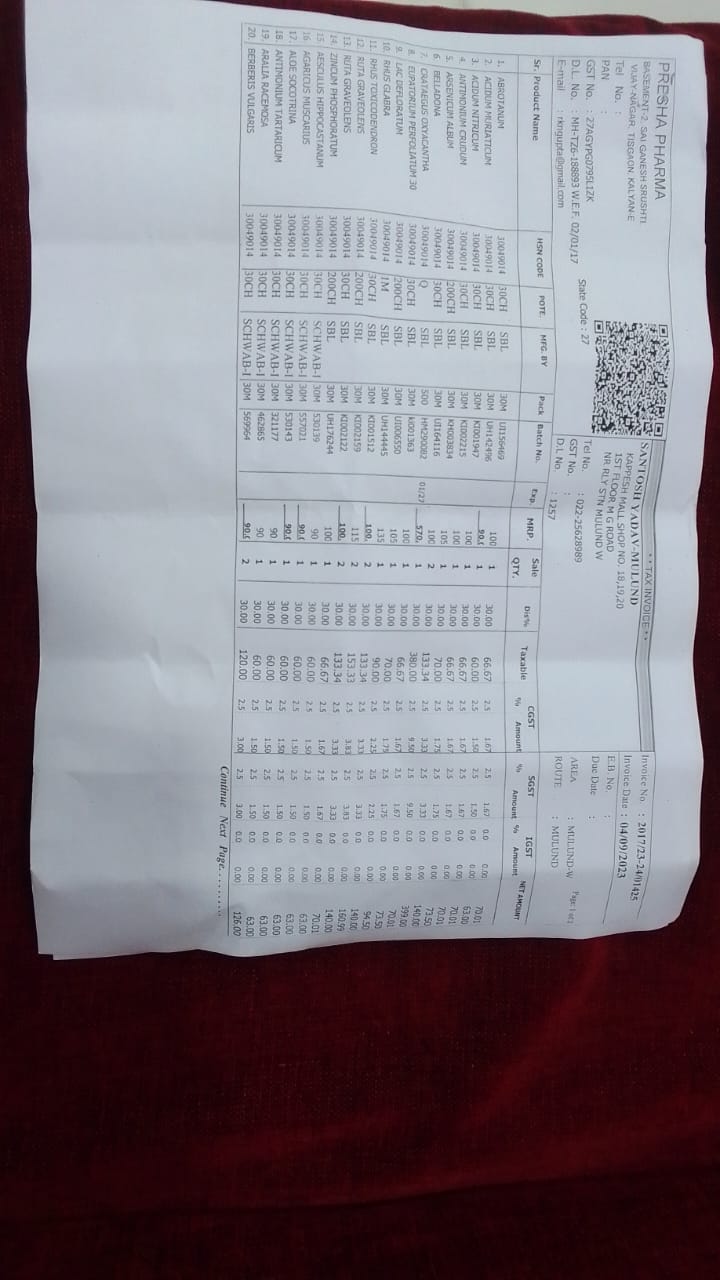 ** TAX INVOICE **
PRESHA PHARMA
BASEMENT-2, SAI GANESH SRUSHTI
VIJAY-NAGAR, TISGAON, KALYAN-E
Tel No. :
PAN :
GST No. : 27AGYPG0795L1ZK State Code : 27
D.L. No. : MH-TZ6-188893 W.E.F. 02/01/17
E-mail : rkngupta@gmail.com
SANTOSH YADAV-MULUND
KAPPESH MALL SHOP NO. 18,19,20
1ST FLOOR M G ROAD
NR RLY STN MULUND W
Tel No. : 022-25628989
GST No. :
D.L No. : 1257
Invoice No. : 2017/23-24/01425
Invoice Date : 04/09/2023
E.B. No. :
Due Date :
AREA : MULUND-W Page: 1 of
ROUTE : MULUND
Sr. Product Name HSN CODE POTE. MFG. BY Pack Batch No. Exp. MRP. Sale QTY. Dis% Taxable CGST % Amount SGST % Amount IGST % Amount NET AMOUNT
1. ABROTANUM 30049014 30CH SBL 30M UI156469 100 1 30.00 66.67 2.5 1.67 2.5 1.67 0.0 0.00 70.01
2. ACIDUM MURIATICUM 30049014 30CH SBL 30M UH142496 90.( 1 30.00 60.00 2.5 1.50 2.5 1.50 0.0 0.00 63.00
3. ACIDUM NITRICUM 30049014 30CH SBL 30M KI001947 100 1 30.00 66.67 2.5 1.67 2.5 1.67 0.0 0.00 70.01
4. ANTIMONIUM CRUDUM 30049014 30CH SBL 30M KI002215 100 1 30.00 66.67 2.5 1.67 2.5 1.67 0.0 0.00 70.01
5. ARSENICUM ALBUM 30049014 200CH SBL 30M KH003834 105 1 30.00 70.00 2.5 1.75 2.5 1.75 0.0 0.00 73.50
6. BELLADONA 30049014 30CH SBL 30M UI164116 100 2 30.00 133.34 2.5 3.33 2.5 3.33 0.0 0.00 140.00
7. CRATAEGUS OXYACANTHA 30049014 Q SBL 500 HM290082 01/27 570. 1 30.00 380.00 2.5 9.50 2.5 9.50 0.0 0.00 399.00
8. EUPATORIUM PERFOLIATUM 30 30049014 30CH SBL 30M ki001363 100 1 30.00 66.67 2.5 1.67 2.5 1.67 0.0 0.00 70.01
9. LAC DEFLORATUM 30049014 200CH SBL 30M UI006550 105 1 30.00 70.00 2.5 1.75 2.5 1.75 0.0 0.00 73.50
10. RHUS GLABRA 30049014 1M SBL 30M UH144445 135 1 30.00 90.00 2.5 2.25 2.5 2.25 0.0 0.00 94.50
11. RHUS TOXICODENDRON 30049014 30CH SBL 30M KI001512 100. 2 30.00 133.34 2.5 3.33 2.5 3.33 0.0 0.00 140.00
12. RUTA GRAVEOLENS 30049014 200CH SBL 30M KI002159 115 2 30.00 153.33 2.5 3.83 2.5 3.83 0.0 0.00 160.99
13. RUTA GRAVEOLENS 30049014 30CH SBL 30M KI002122 100. 2 30.00 133.34 2.5 3.33 2.5 3.33 0.0 0.00 140.00
14. ZINCUM PHOSPHORATUM 30049014 200CH SBL 30M UH176244 100 1 30.00 66.67 2.5 1.67 2.5 1.67 0.0 0.00 70.01
15. AESCULUS HIPPOCASTANUM 30049014 30CH SCHWAB-I 30M 530139 90 1 30.00 60.00 2.5 1.50 2.5 1.50 0.0 0.00 63.00
16. AGARICUS MUSCARIUS 30049014 30CH SCHWAB-I 30M 557021 90.( 1 30.00 60.00 2.5 1.50 2.5 1.50 0.0 0.00 63.00
17. ALOE SOCOTRINA 30049014 30CH SCHWAB-I 30M 530143 90.( 1 30.00 60.00 2.5 1.50 2.5 1.50 0.0 0.00 63.00
18. ANTIMONIUM TARTARICUM 30049014 30CH SCHWAB-I 30M 321177 90 1 30.00 60.00 2.5 1.50 2.5 1.50 0.0 0.00 63.00
19. ARALIA RACEMOSA 30049014 30CH SCHWAB-I 30M 462865 90 1 30.00 60.00 2.5 1.50 2.5 1.50 0.0 0.00 63.00
20. BERBERIS VULGARIS 30049014 30CH SCHWAB-I 30M 569964 90.( 2 30.00 120.00 2.5 3.00 2.5 3.00 0.0 0.00 126.00
Continue Next Page.........